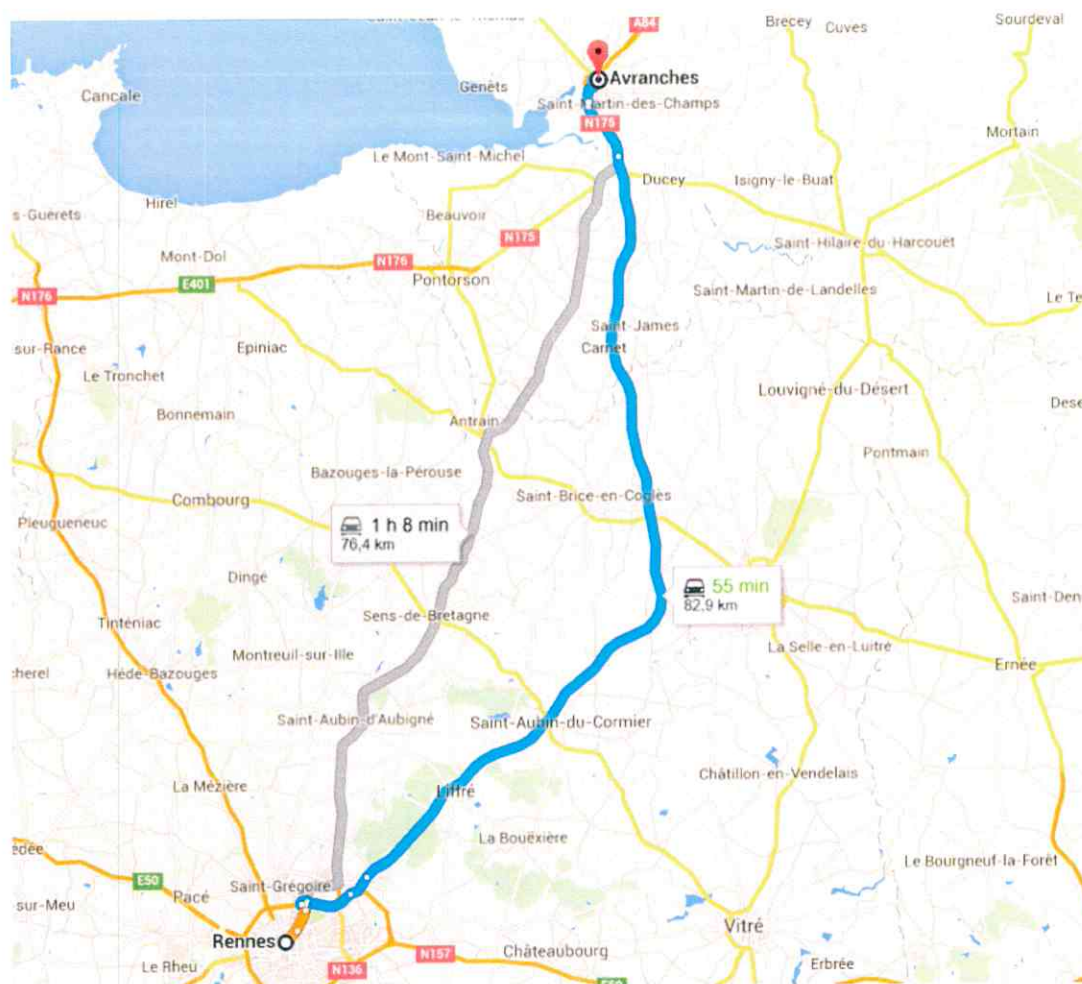 A84
Brecey
Cuves
Sourdeval
Avranches
Cancale
Genêts
Saint-Martin-des-Champs
N175
Mortain
Le Mont-Saint-Michel
Ducey
Isigny-le-Buat
Hirel
s-Guérets
Beauvoir
N175
Saint-Hilaire-du-Harcouët
Mont-Dol
N176
E401
Pontorson
Saint-Martin-de-Landelles
N176
Le Te
Saint-James
sur-Rance
Epiniac
Carnet
Le Tronchet
Louvigné-du-Désert
Bonnemain
Antrain
Dese
Pontmain
Bazouges-la-Pérouse
Combourg
Saint-Brice-en-Coglès
Pleugueneuc
1 h 8 min
76,4 km
Dingé
55 min
82,9 km
Saint-Den
Sens-de-Bretagne
Tinténiac
La Selle-en-Luitré
Montreuil-sur-Ille
Ernée
cherel
Hédé-Bazouges
Saint-Aubin-d'Aubigné
Saint-Aubin-du-Cormier
Châtillon-en-Vendelais
La Mézière
Liffré
La Bouëxière
Le Bourgneuf-la-Forêt
E50
Saint-Grégoire
Pacé
sur-Meu
Vitré
Rennes
Châteaubourg
N157
Le Rheu
N136
Erbrée